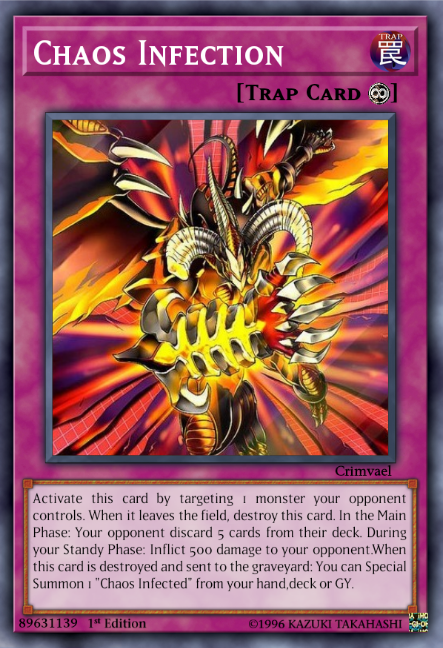 CHAOS INFECTION
TRAP
罠
[TRAP CARD ]
Crimvael
Activate this card by targeting 1 monster your opponent
controls. When it leaves the field, destroy this card. In the Main
Phase: Your opponent discard 5 cards from their deck. During
your Standy Phase: Inflict 500 damage to your opponent.When
this card is destroyed and sent to the graveyard: You can Special
Summon 1 "Chaos Infected" from your hand,deck or GY.
89631139 1st Edition ©1996 KAZUKI TAKAHASHI